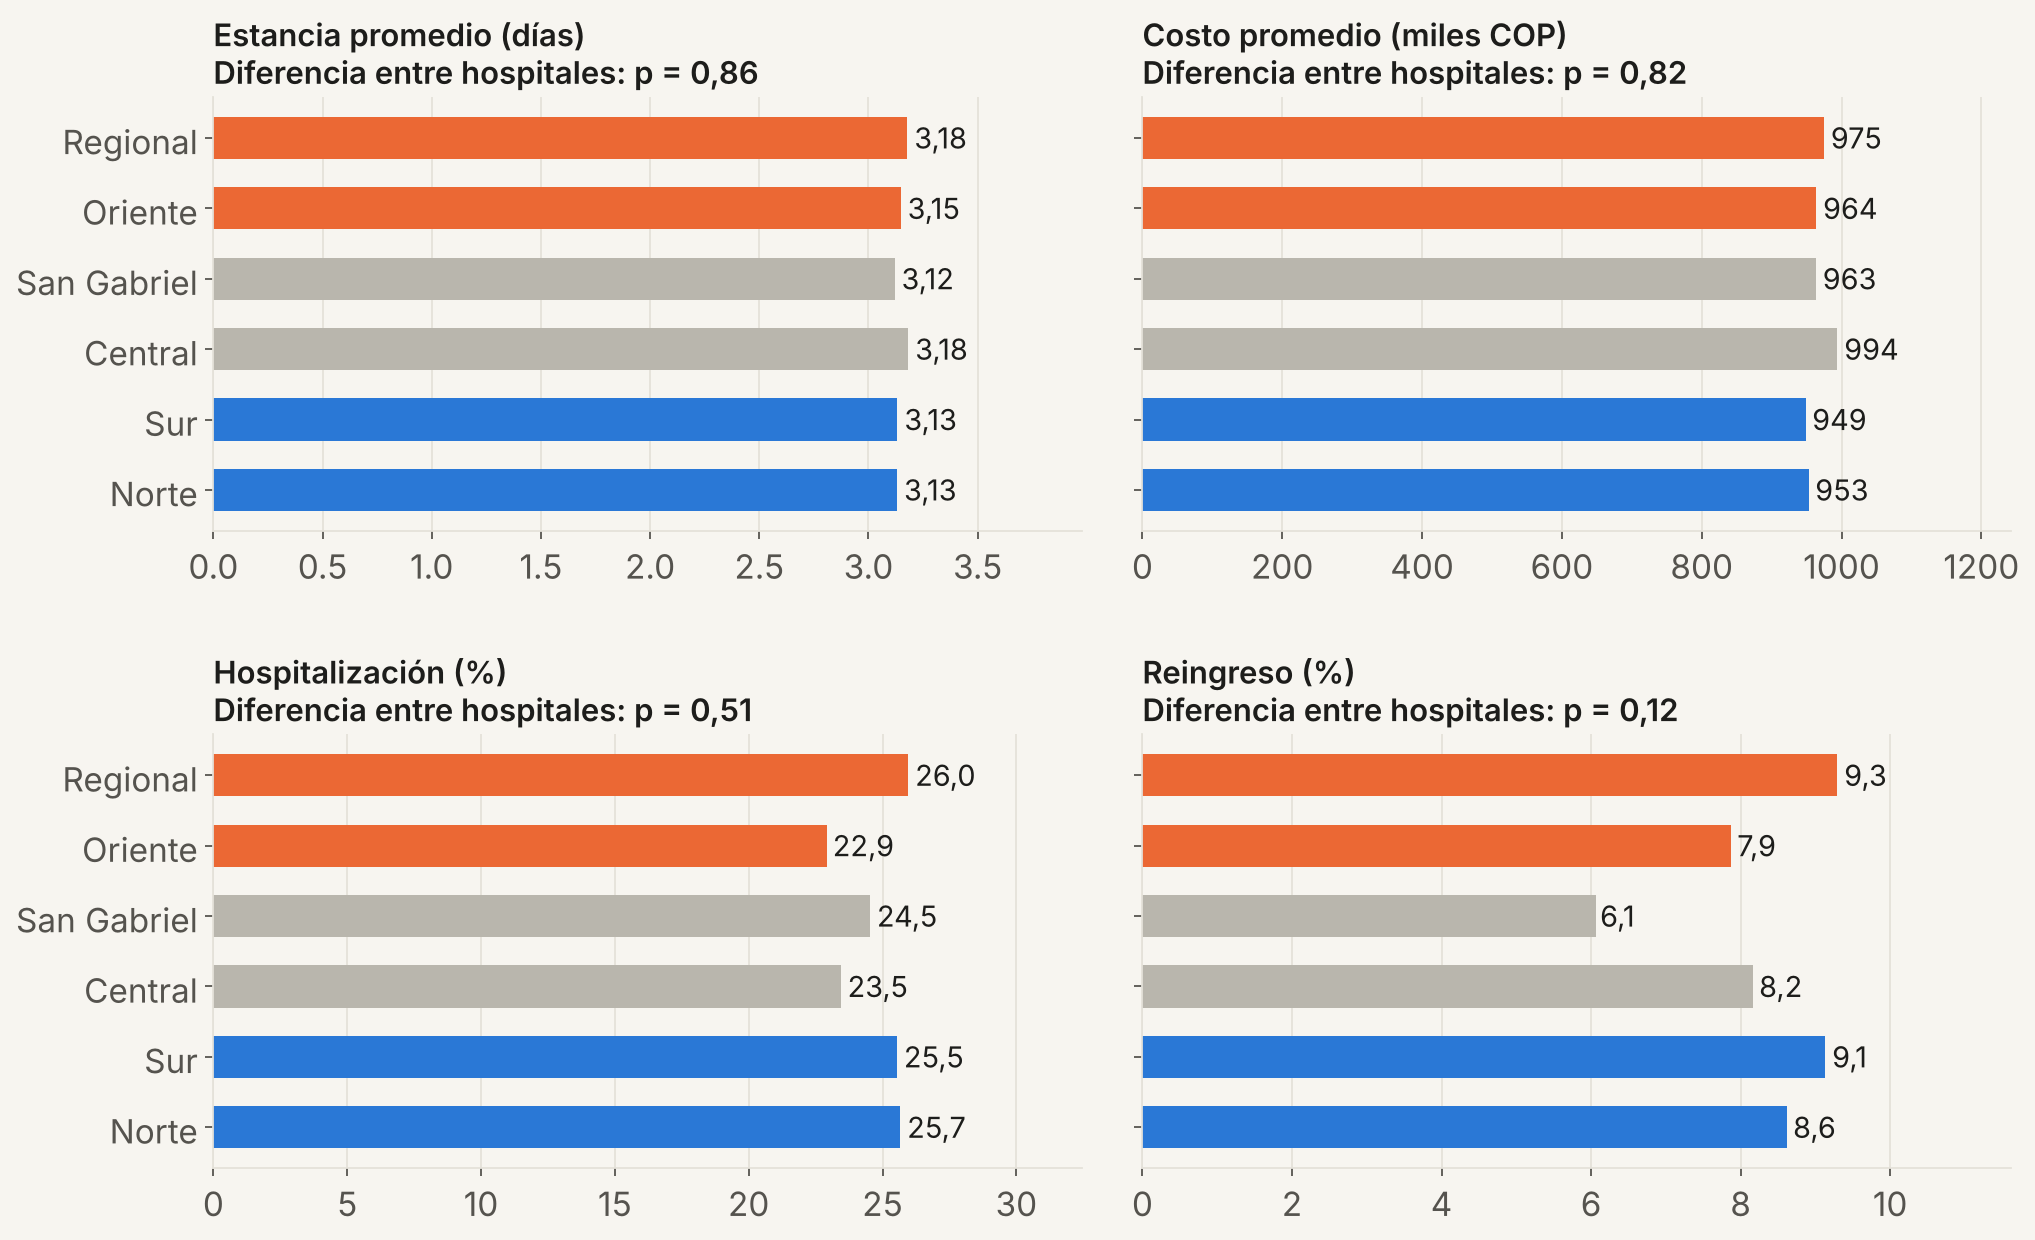 Estancia promedio (días)
Diferencia entre hospitales: p = 0,86
Regional 3,18
Oriente 3,15
San Gabriel 3,12
Central 3,18
Sur 3,13
Norte 3,13
0.0 0.5 1.0 1.5 2.0 2.5 3.0 3.5
Costo promedio (miles COP)
Diferencia entre hospitales: p = 0,82
975
964
963
994
949
953
0 200 400 600 800 1000 1200
Hospitalización (%)
Diferencia entre hospitales: p = 0,51
Regional 26,0
Oriente 22,9
San Gabriel 24,5
Central 23,5
Sur 25,5
Norte 25,7
0 5 10 15 20 25 30
Reingreso (%)
Diferencia entre hospitales: p = 0,12
9,3
7,9
6,1
8,2
9,1
8,6
0 2 4 6 8 10